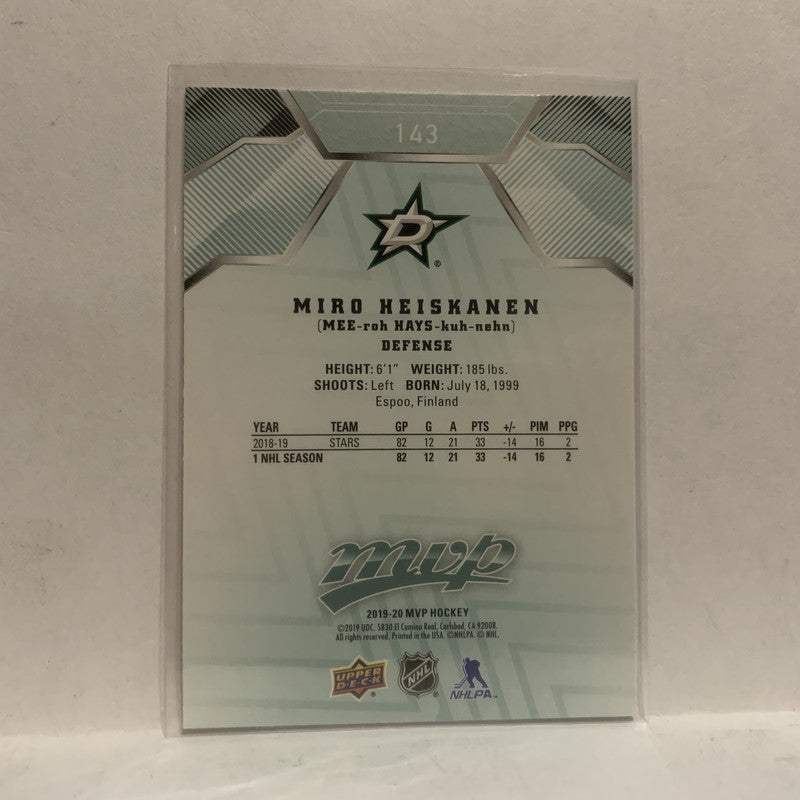 143
D
®
MIRO HEISKANEN
(MEE-roh HAYS-kuh-nehn)
DEFENSE
HEIGHT: 6'1" WEIGHT: 185 lbs.
SHOOTS: Left BORN: July 18, 1999
Espoo, Finland
YEAR TEAM GP G A PTS +/- PIM PPG
2018-19 STARS 82 12 21 33 -14 16 2
1 NHL SEASON 82 12 21 33 -14 16 2
mvp
2019-20 MVP HOCKEY
©2019 UDC. 5830 El Camino Real, Carlsbad, CA 92008.
All rights reserved. Printed in the USA. ©NHLPA. © NHL.
UPPER DECK® NHL® NHLPA™